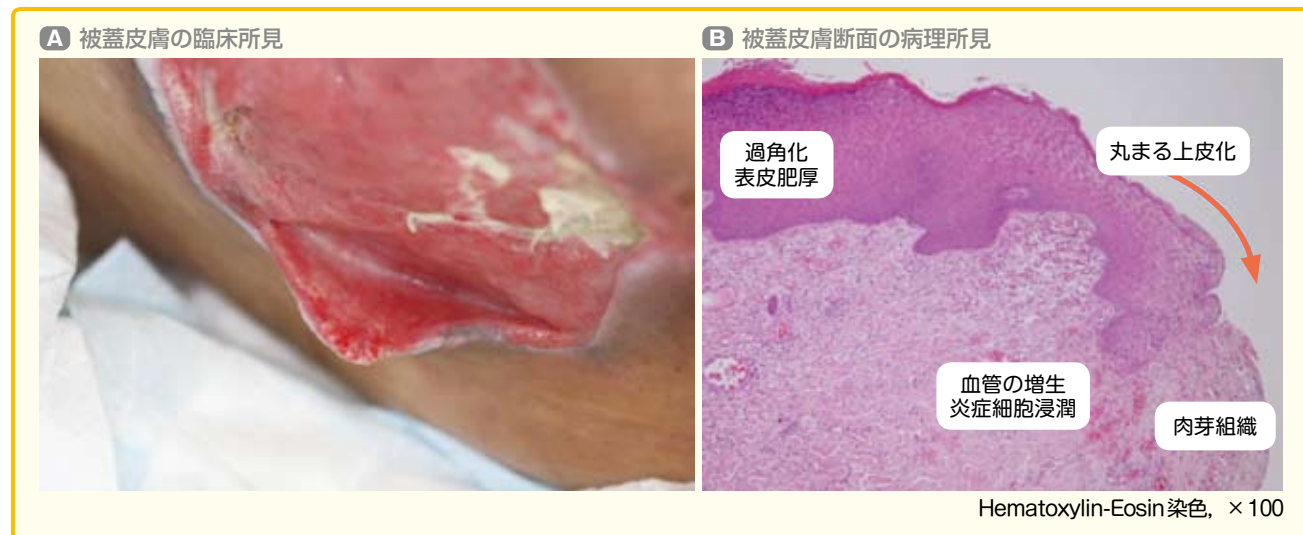 A 被蓋皮膚の臨床所見
B 被蓋皮膚断面の病理所見
過角化
表皮肥厚
丸まる上皮化
血管の増生
炎症細胞浸潤
肉芽組織
Hematoxylin-Eosin染色，×100